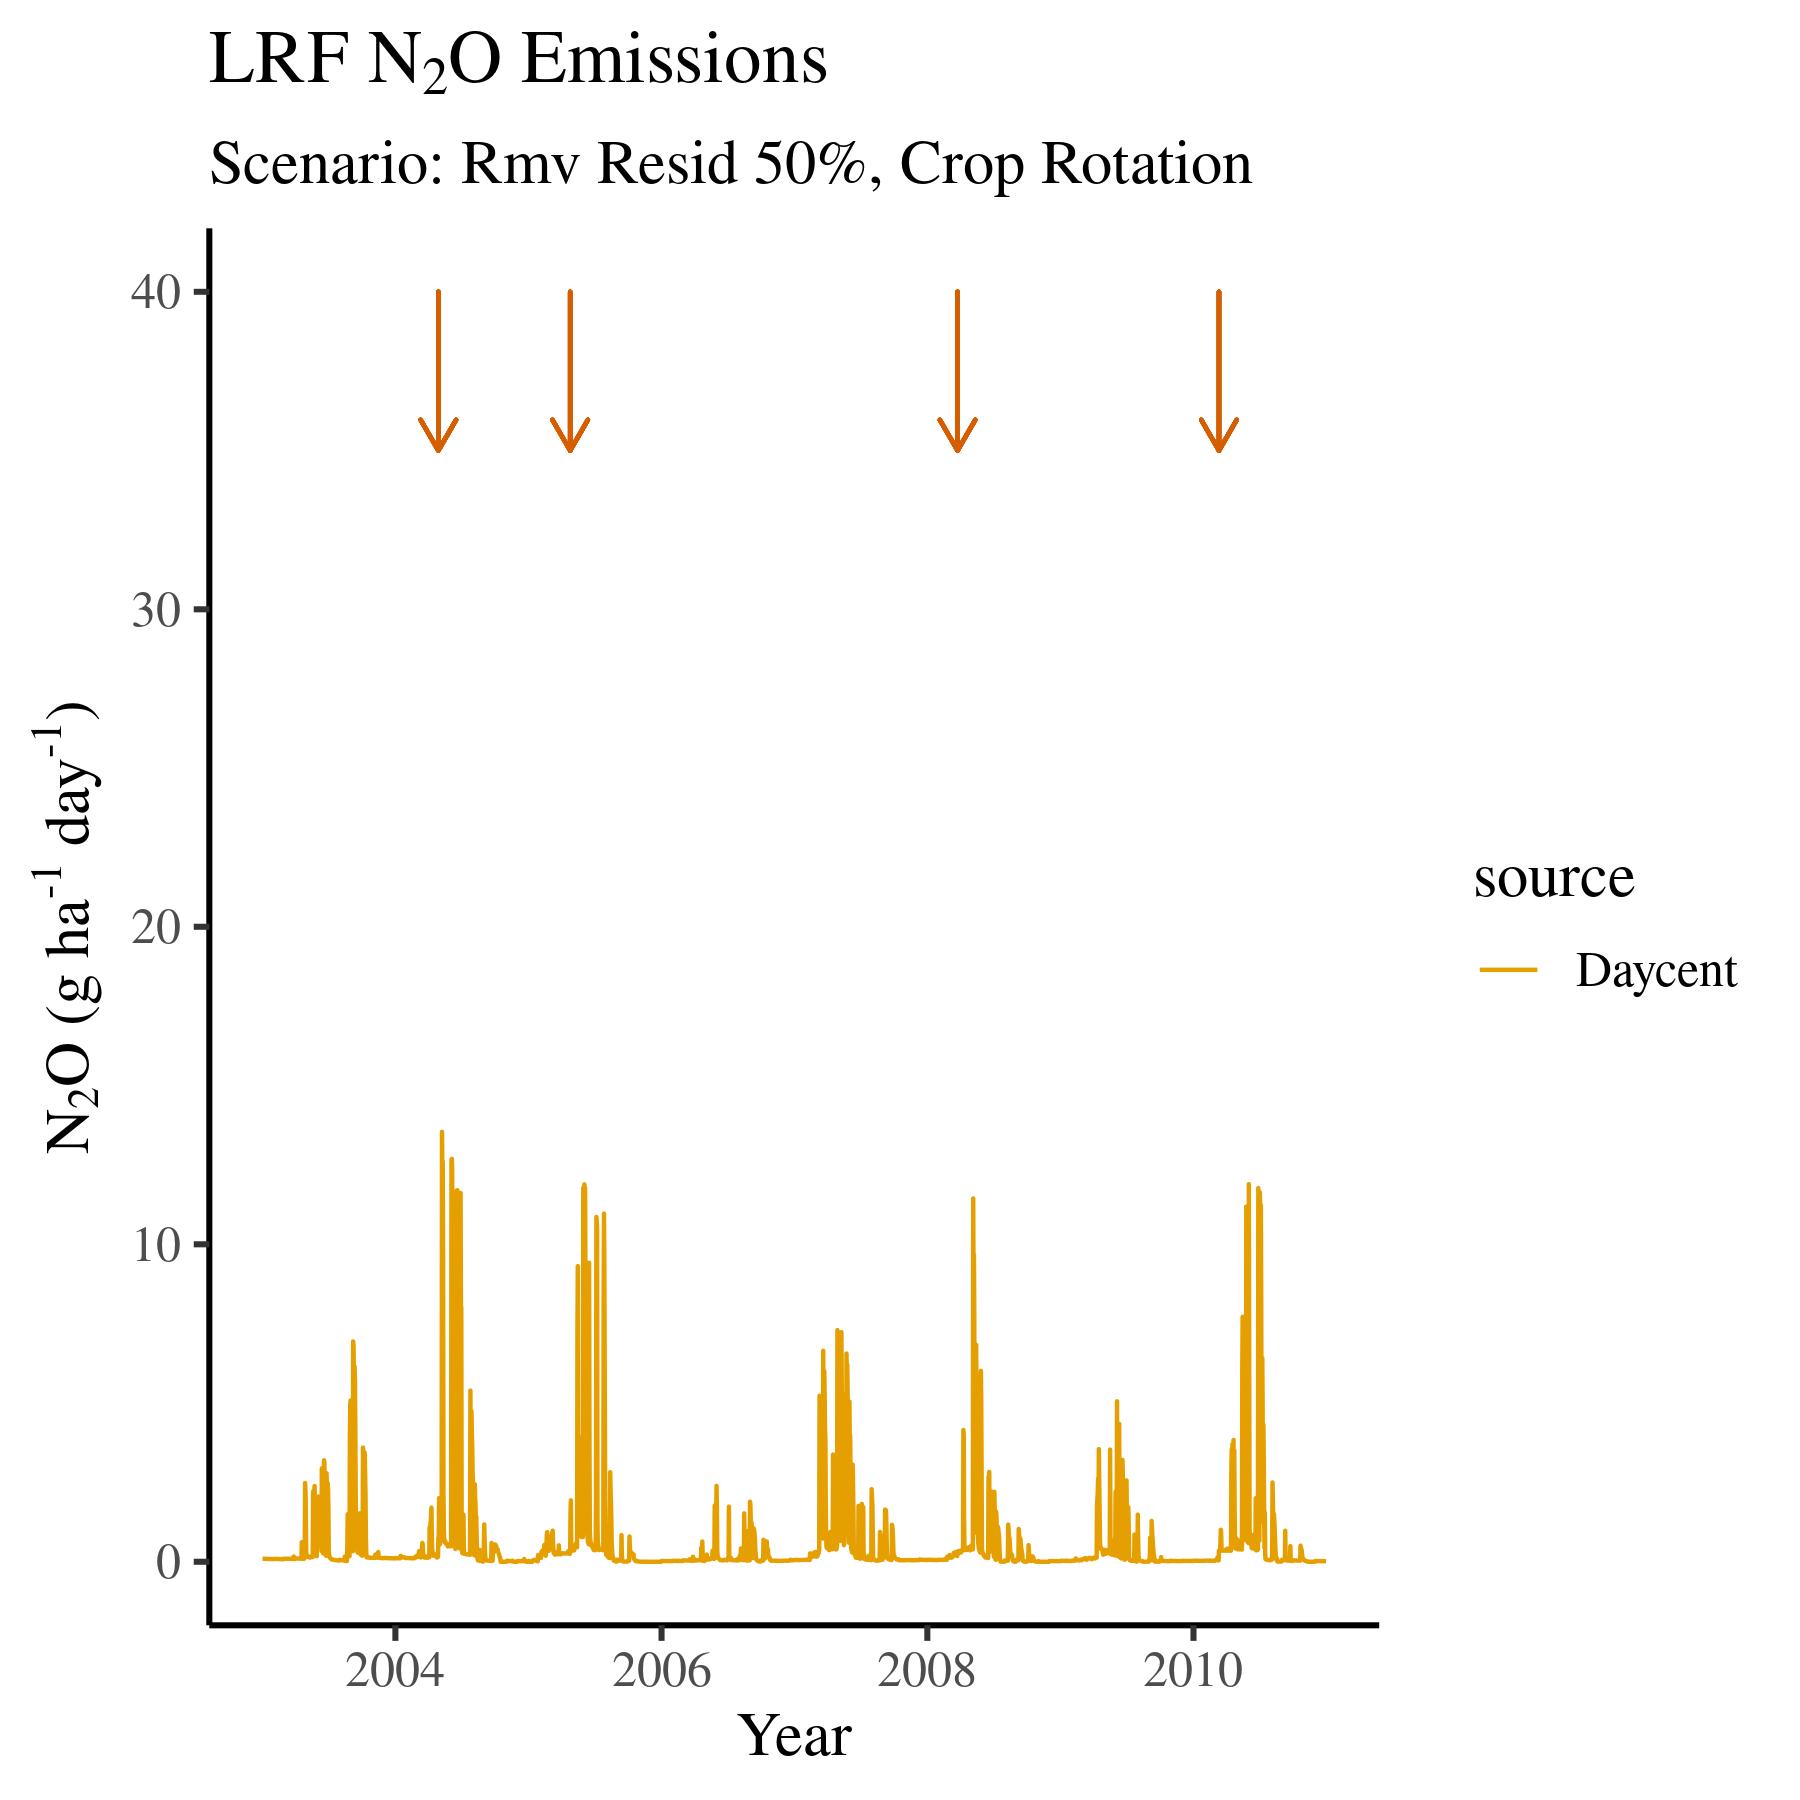 LRF N₂O Emissions
Scenario: Rmv Resid 50%, Crop Rotation
N₂O (g ha⁻¹ day⁻¹)
40
30
20
10
0
2004 2006 2008 2010
Year
source
Daycent